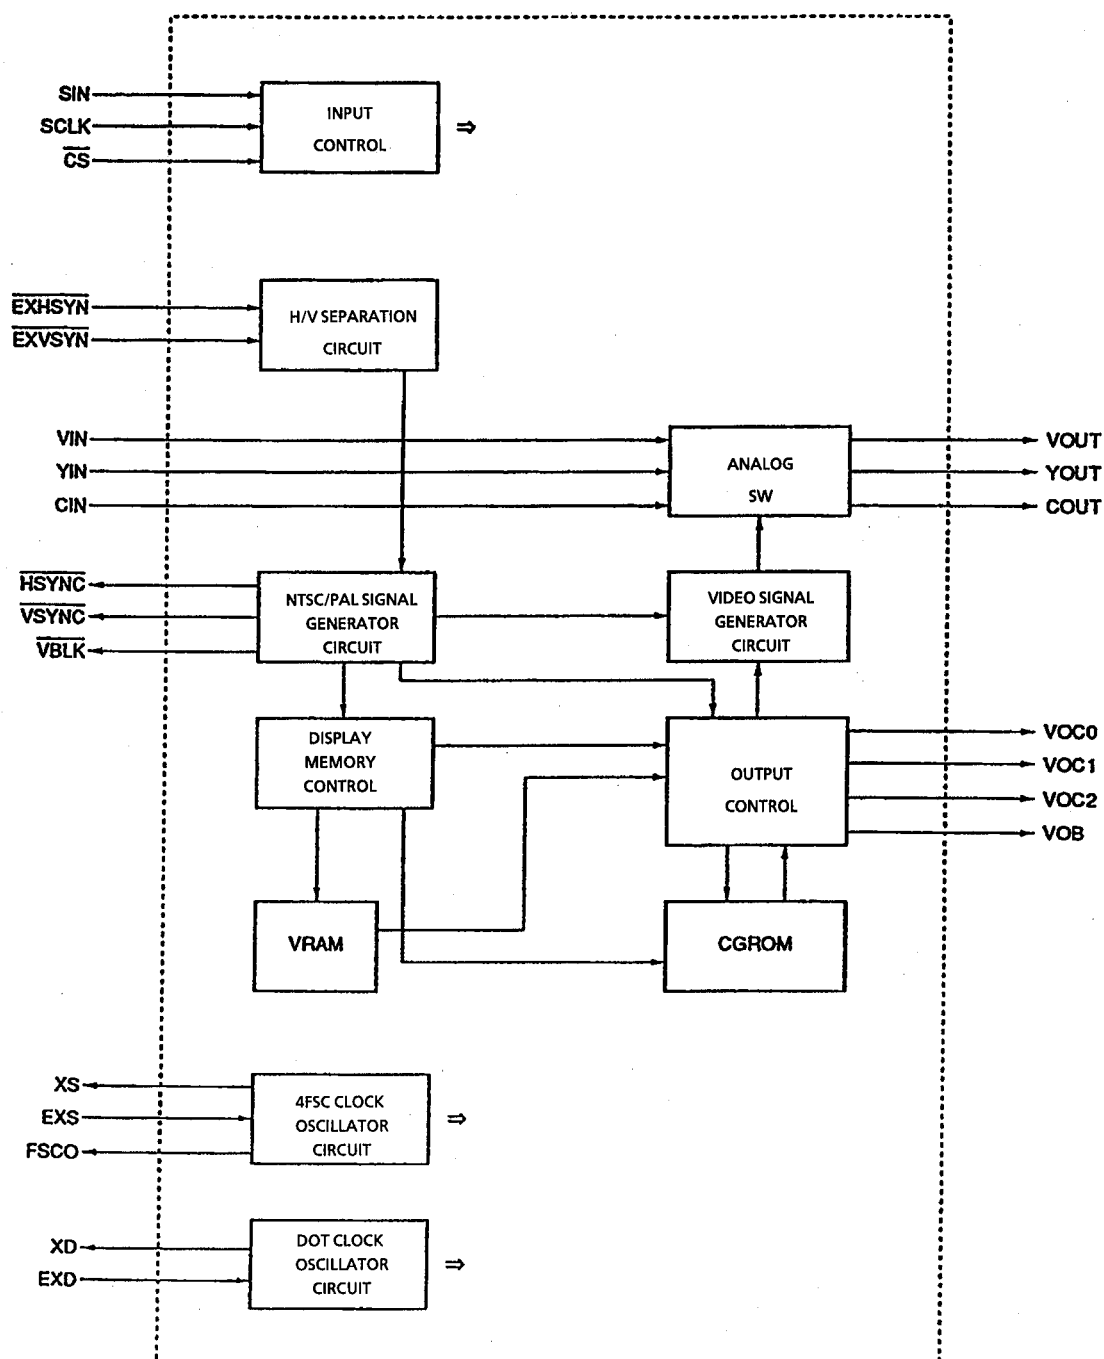 SIN
SCLK
CS
INPUT
CONTROL
⇒
EXHSYN
EXVSYN
H/V SEPARATION
CIRCUIT
VIN
YIN
CIN
ANALOG
SW
VOUT
YOUT
COUT
HSYNC
VSYNC
VBLK
NTSC/PAL SIGNAL
GENERATOR
CIRCUIT
VIDEO SIGNAL
GENERATOR
CIRCUIT
DISPLAY
MEMORY
CONTROL
OUTPUT
CONTROL
VOC0
VOC1
VOC2
VOB
VRAM
CGROM
XS
EXS
FSCO
4FSC CLOCK
OSCILLATOR
CIRCUIT
⇒
XD
EXD
DOT CLOCK
OSCILLATOR
CIRCUIT
⇒